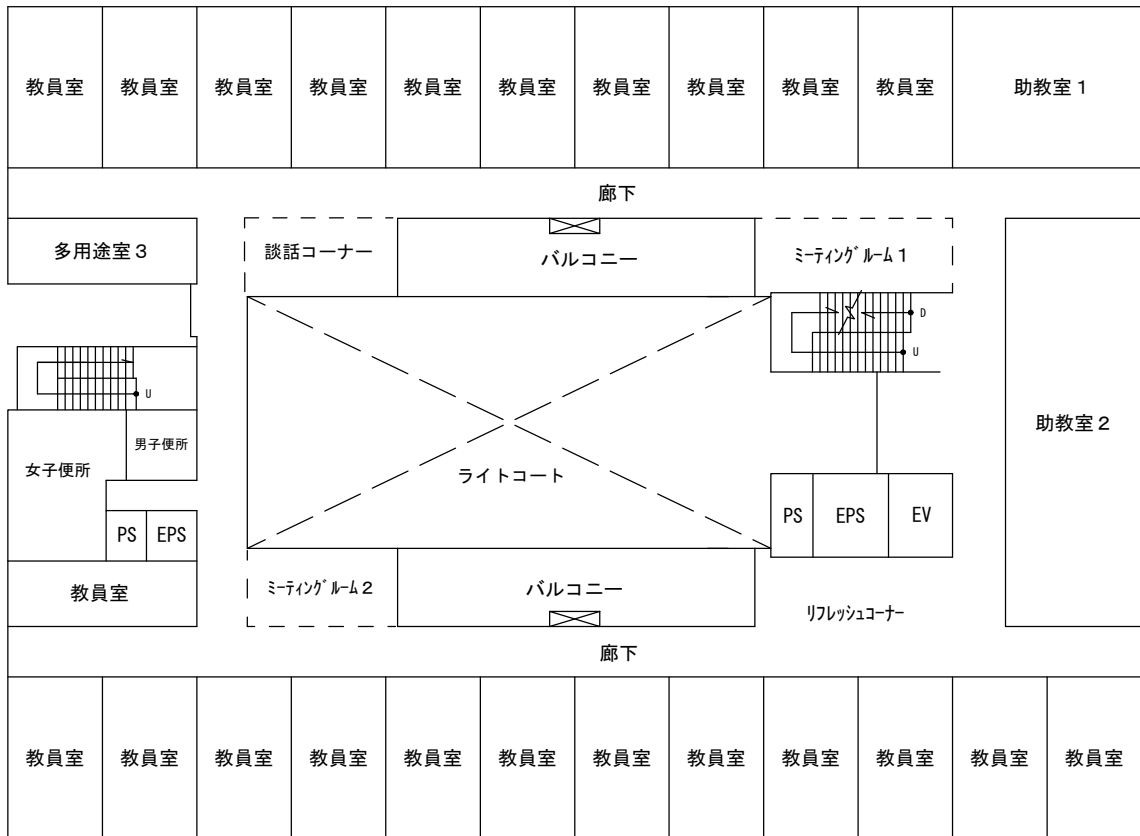 教員室 教員室 教員室 教員室 教員室 教員室 教員室 教員室 教員室 教員室 助教室1
廊下
多用途室3 談話コーナー バルコニー ミーティングルーム1
D
U
U
男子便所
女子便所
助教室2
ライトコート
PS EPS
PS EPS EV
教員室 ミーティングルーム2 バルコニー
リフレッシュコーナー
廊下
教員室 教員室 教員室 教員室 教員室 教員室 教員室 教員室 教員室 教員室 教員室 教員室